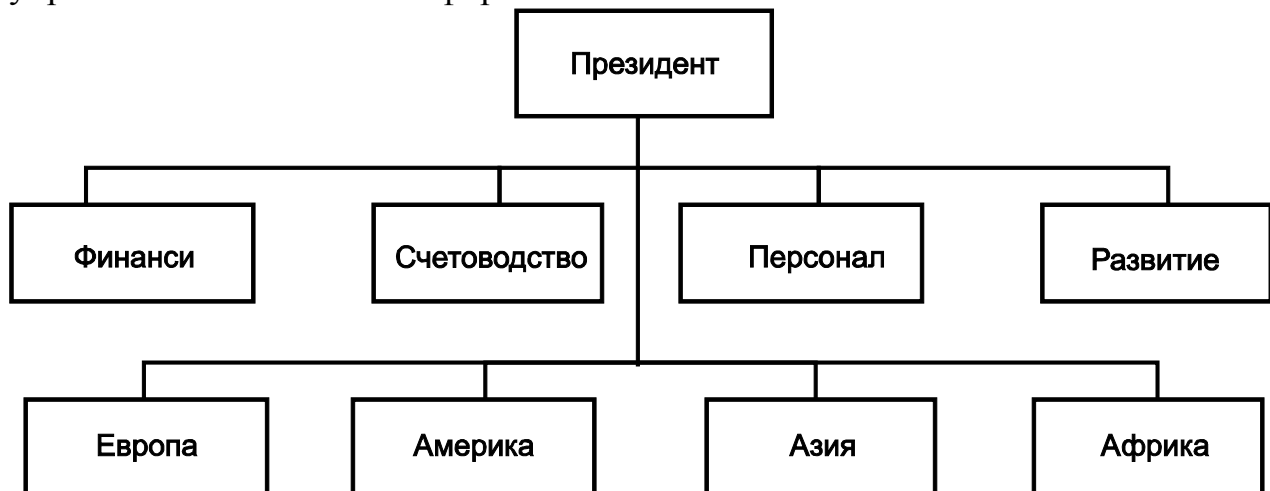 Президент
Финанси
Счетоводство
Персонал
Развитие
Европа
Америка
Азия
Африка